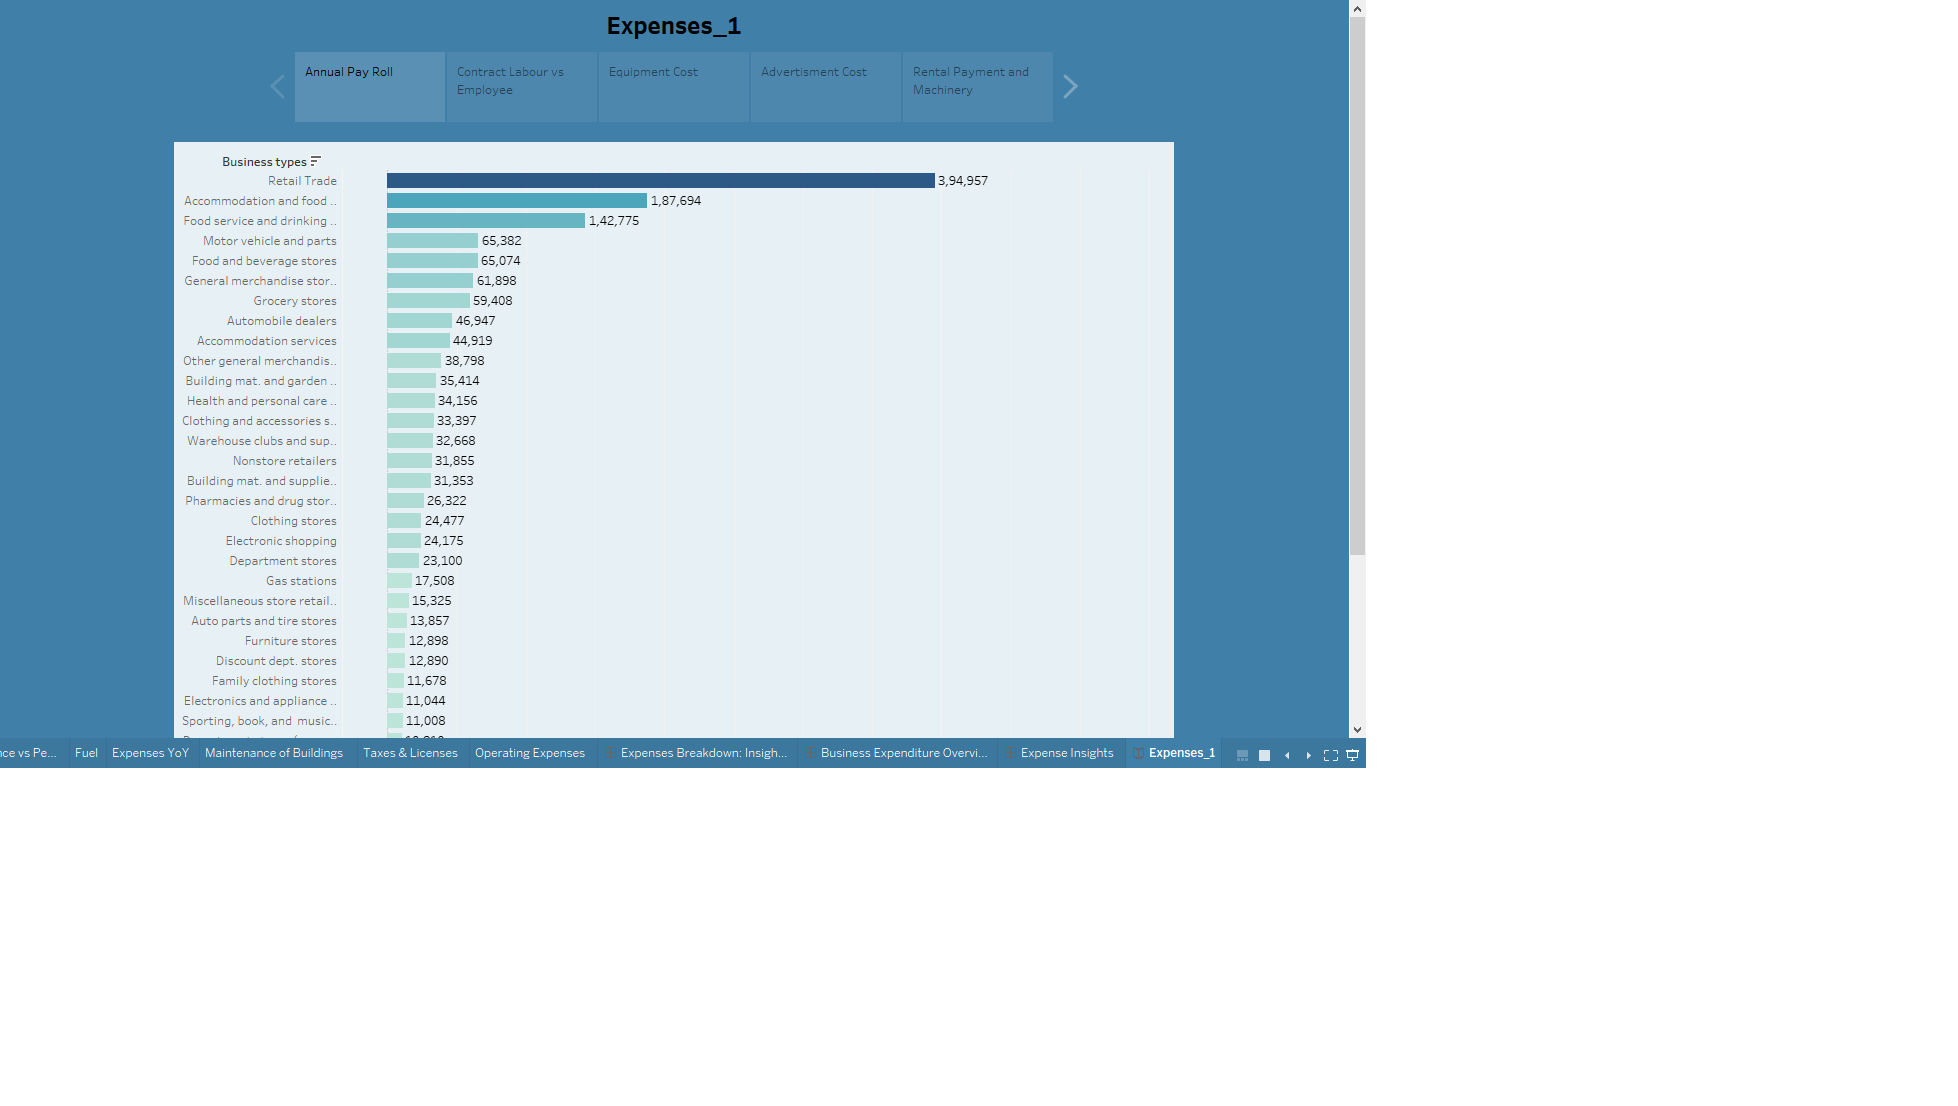 Expenses_1
Annual Pay Roll
Contract Labour vs
Employee
Equipment Cost
Advertisment Cost
Rental Payment and
Machinery
Business types
Retail Trade 3,94,957
Accommodation and food .. 1,87,694
Food service and drinking .. 1,42,775
Motor vehicle and parts 65,382
Food and beverage stores 65,074
General merchandise stor.. 61,898
Grocery stores 59,408
Automobile dealers 46,947
Accommodation services 44,919
Other general merchandis.. 38,798
Building mat. and garden .. 35,414
Health and personal care .. 34,156
Clothing and accessories s.. 33,397
Warehouse clubs and sup.. 32,668
Nonstore retailers 31,855
Building mat. and supplie.. 31,353
Pharmacies and drug stor.. 26,322
Clothing stores 24,477
Electronic shopping 24,175
Department stores 23,100
Gas stations 17,508
Miscellaneous store retail.. 15,325
Auto parts and tire stores 13,857
Furniture stores 12,898
Discount dept. stores 12,890
Family clothing stores 11,678
Electronics and appliance .. 11,044
Sporting, book, and music.. 11,008
nce vs Pe... Fuel Expenses YoY Maintenance of Buildings Taxes & Licenses Operating Expenses Expenses Breakdown: Insigh... Business Expenditure Overvi... Expense Insights Expenses_1